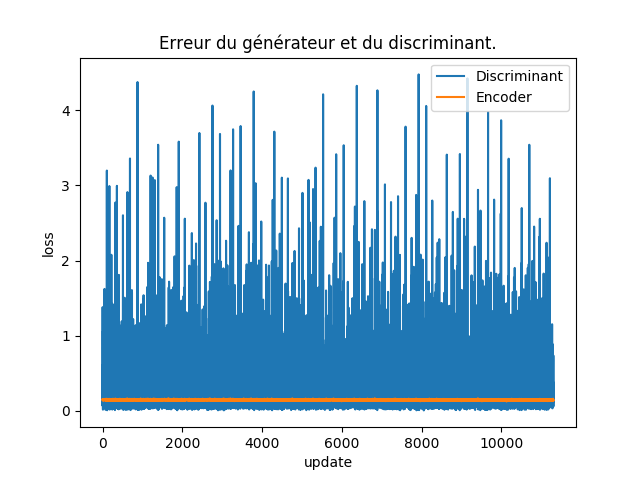 Erreur du générateur et du discriminant.
Discriminant
Encoder
loss
4
3
2
1
0
0 2000 4000 6000 8000 10000
update